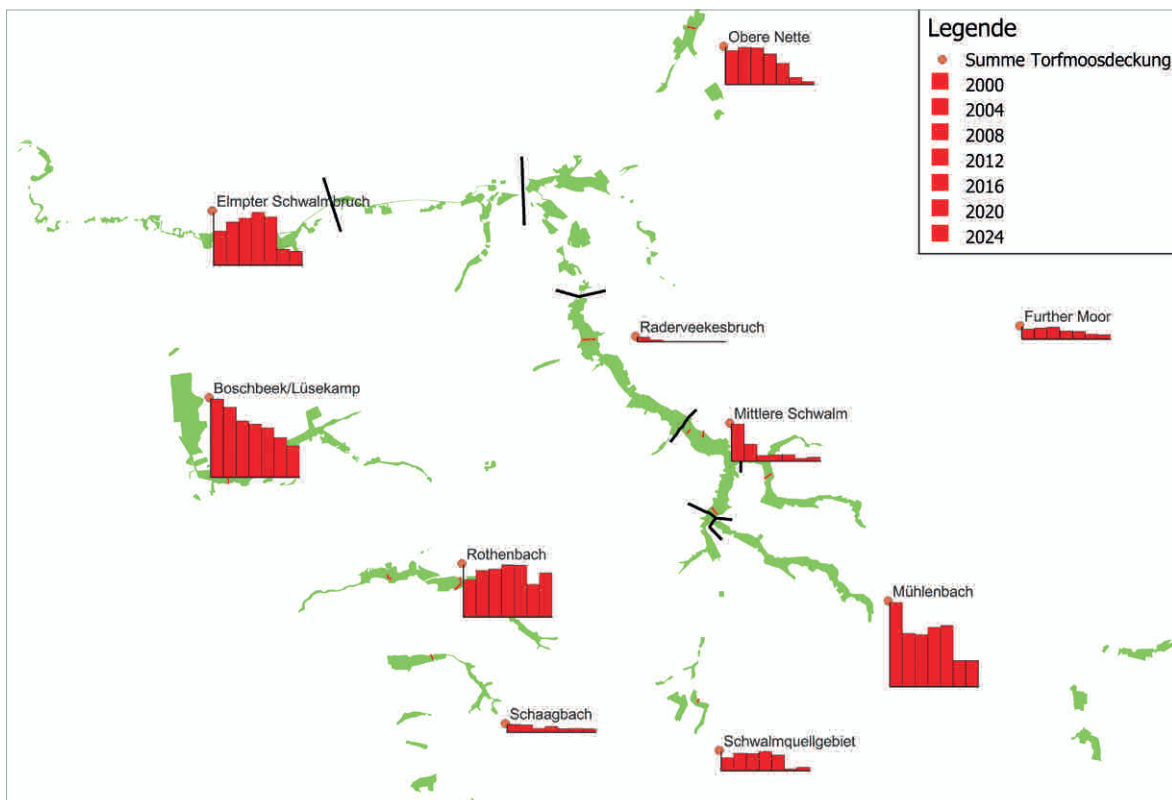 Obere Nette
Legende
Summe Torfmoosdeckung
2000
2004
2008
2012
2016
2020
2024
Elmpter Schwalmbruch
Raderveekesbruch
Further Moor
Boschbeek/Lüsekamp
Mittlere Schwalm
Rothenbach
Mühlenbach
Schaagbach
Schwalmquellgebiet